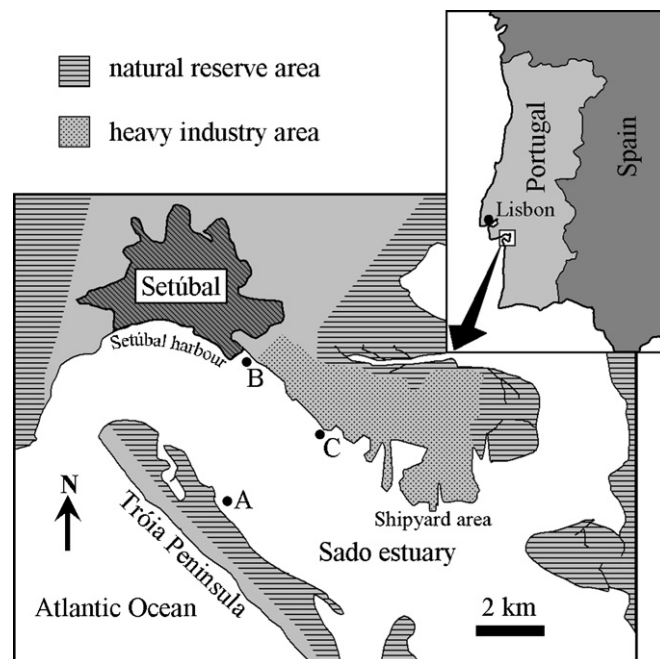 natural reserve area
heavy industry area
Portugal
Spain
Lisbon
Setúbal
Setúbal harbour
B
C
A
N
Tróia Peninsula
Shipyard area
Sado estuary
Atlantic Ocean
2 km